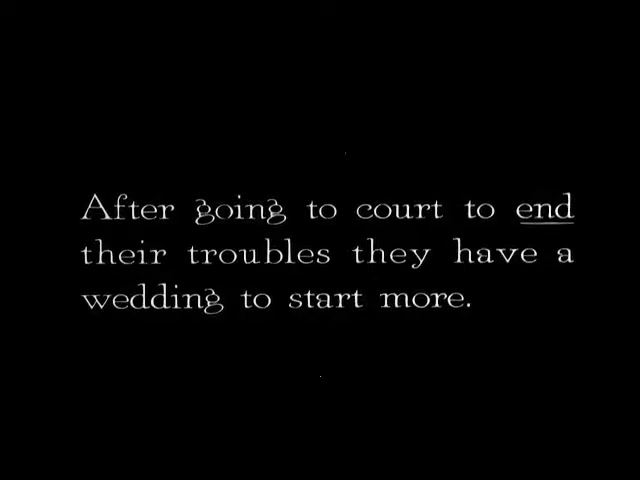 After going to court to end
their troubles they have a
wedding to start more.